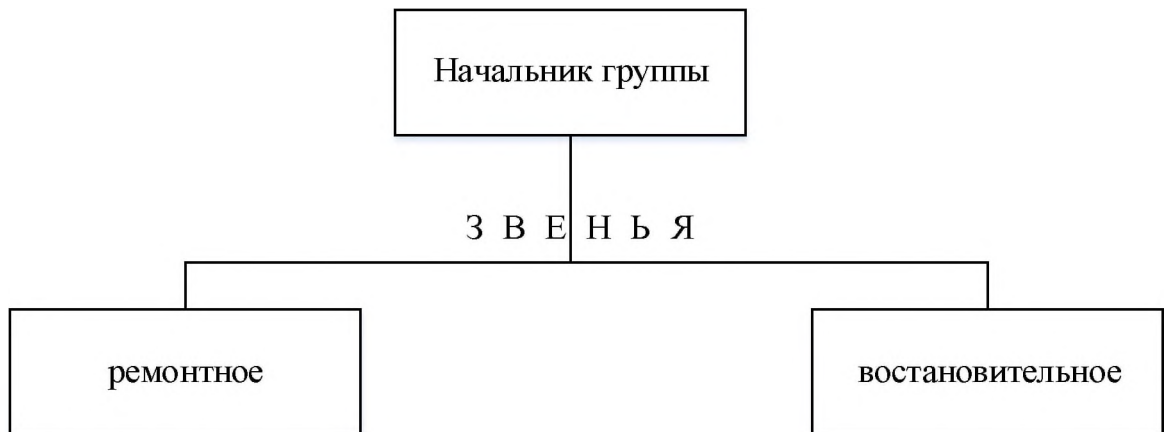 Начальник группы
З В Е Н Ь Я
ремонтное
востановительное